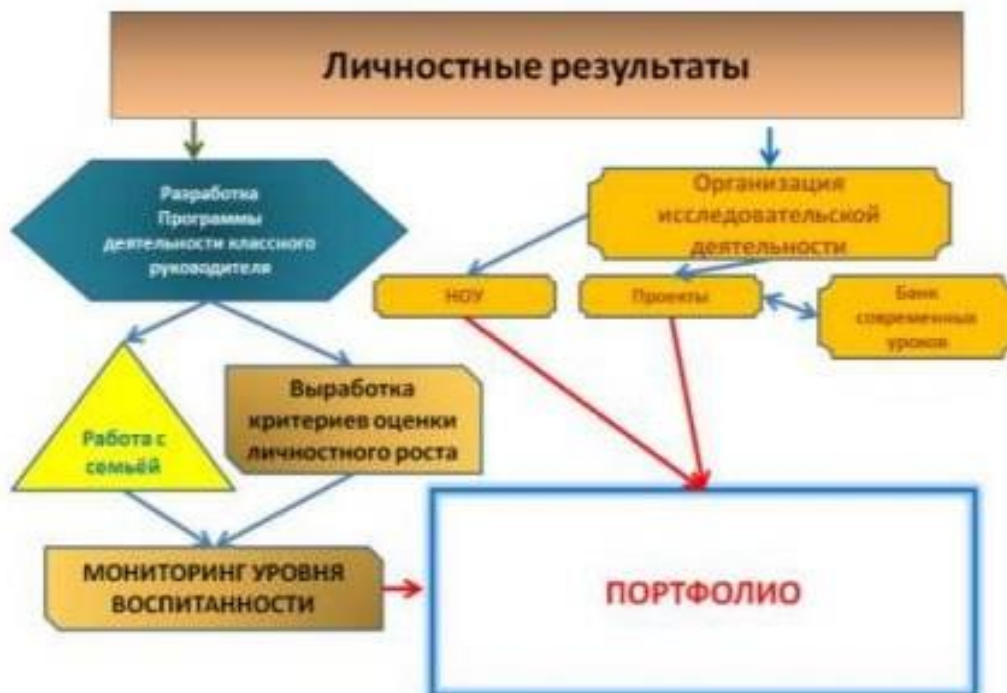 Личностные результаты
Разработка
Программы
деятельности классного
руководителя
Организация
исследовательской
деятельности
НОУ
Проекты
Банк
современных
уроков
Работа с
семьёй
Выработка
критериев оценки
личностного роста
МОНИТОРИНГ УРОВНЯ
ВОСПИТАННОСТИ
ПОРТФОЛИО